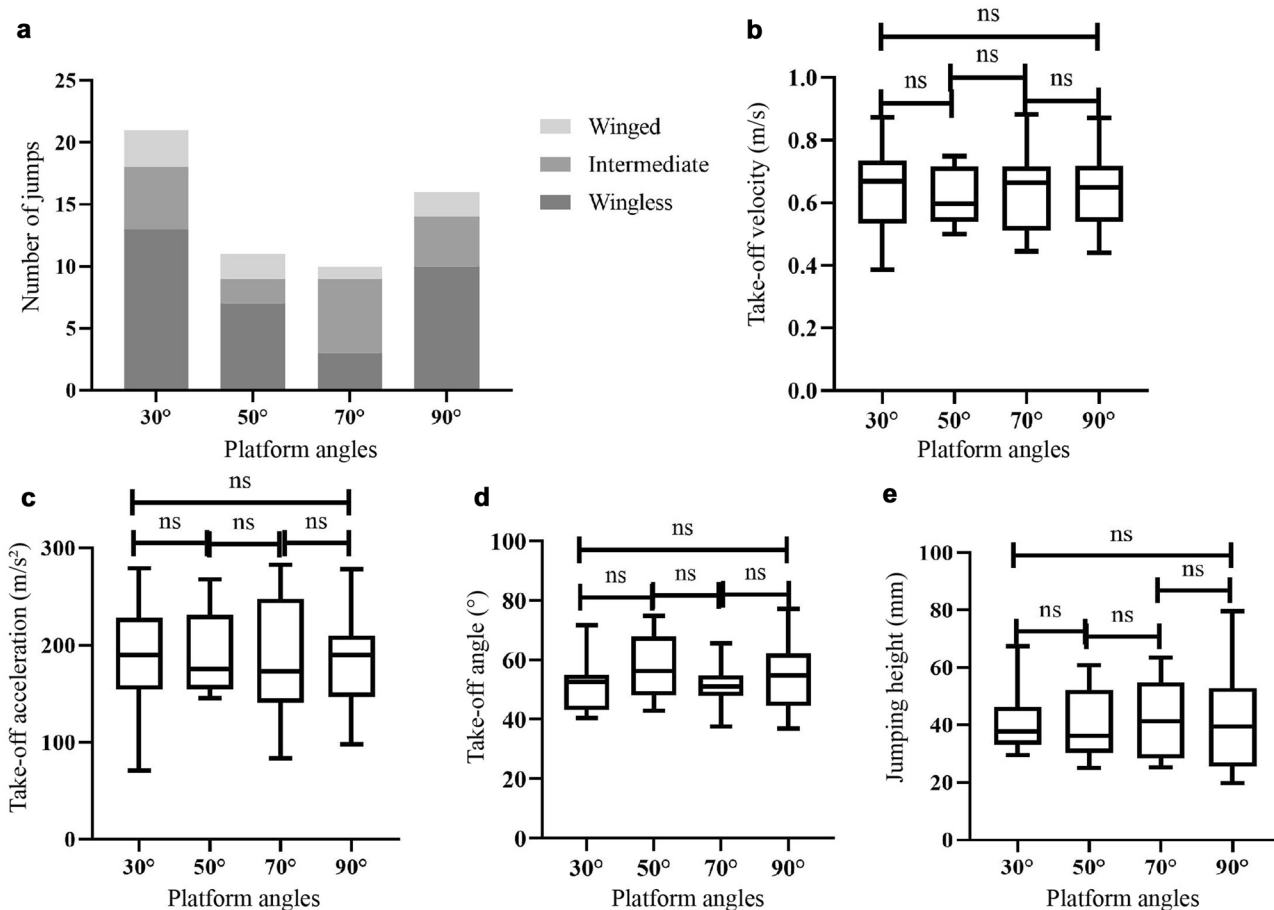 a
25
20
15
10
5
0
Number of jumps
30° 50° 70° 90°
Platform angles
Winged
Intermediate
Wingless
b
ns
ns
ns ns
1.0
0.8
0.6
0.4
0.2
0.0
Take-off velocity (m/s)
30° 50° 70° 90°
Platform angles
c
ns
ns ns ns
300
200
100
0
Take-off acceleration (m/s²)
30° 50° 70° 90°
Platform angles
d
ns
ns ns ns
100
80
60
40
20
0
Take-off angle (°)
30° 50° 70° 90°
Platform angles
e
ns
ns
ns ns
100
80
60
40
20
0
Jumping height (mm)
30° 50° 70° 90°
Platform angles